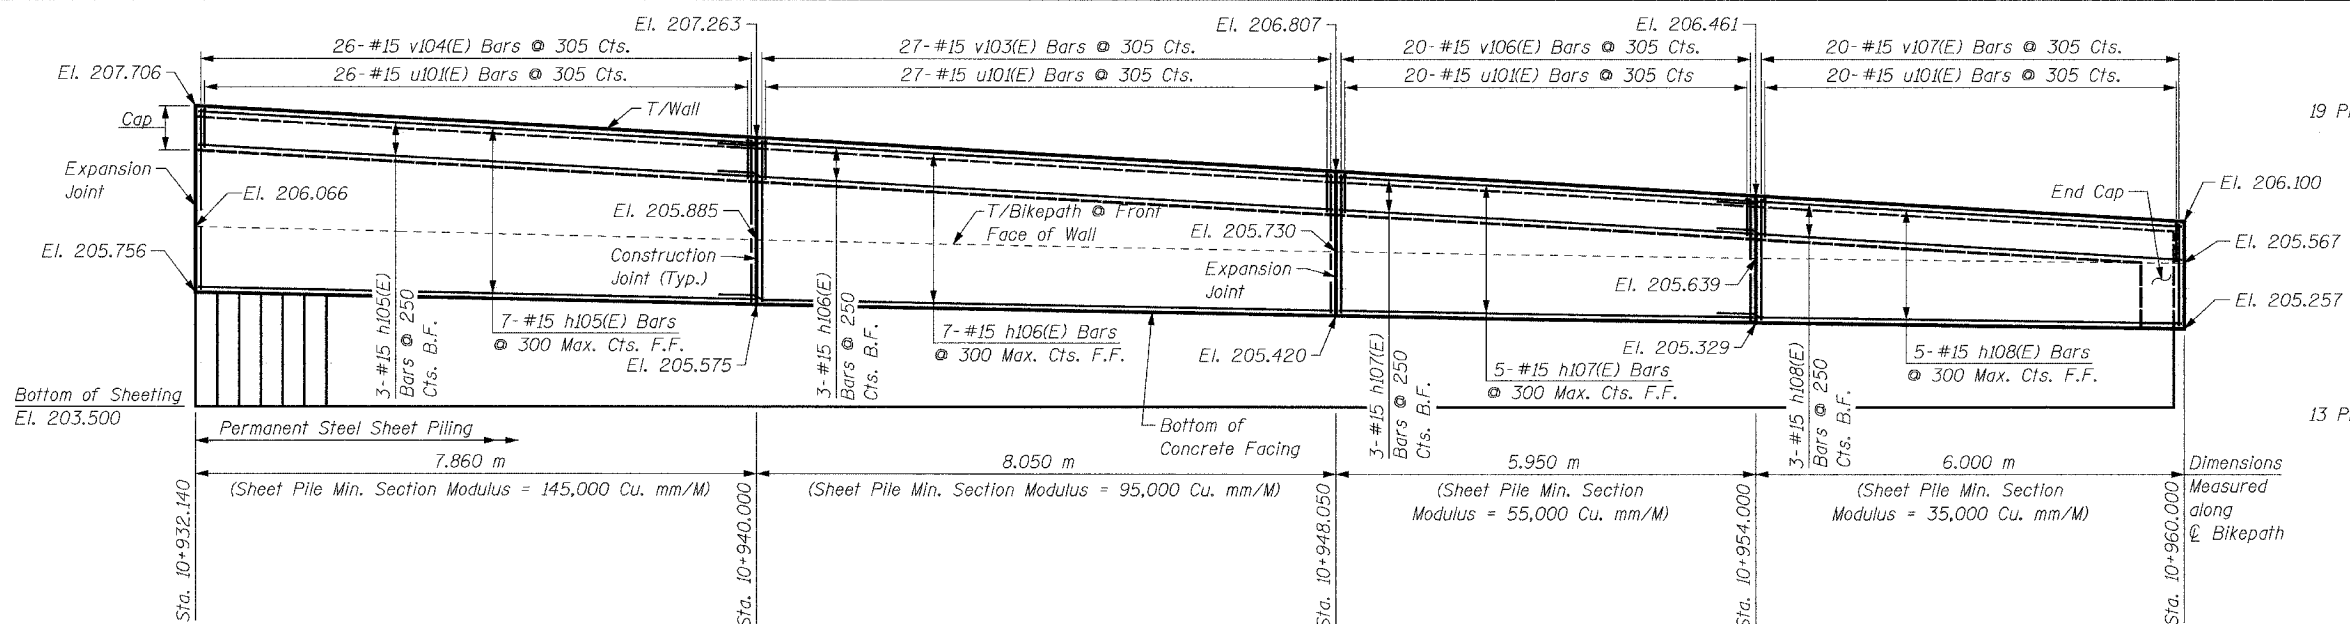 El. 207.263
El. 206.807
El. 206.461
26-#15 v104(E) Bars @ 305 Cts.
27-#15 v103(E) Bars @ 305 Cts.
20-#15 v106(E) Bars @ 305 Cts.
20-#15 v107(E) Bars @ 305 Cts.
El. 207.706
26-#15 u101(E) Bars @ 305 Cts.
27-#15 u101(E) Bars @ 305 Cts.
20-#15 u101(E) Bars @ 305 Cts
20-#15 u101(E) Bars @ 305 Cts.
T/Wall
Cap
Expansion
Joint
El. 206.066
El. 205.756
El. 205.885
Construction
Joint (Typ.)
T/Bikepath @ Front
Face of Wall
El. 205.730
Expansion
Joint
El. 205.639
End Cap
El. 206.100
El. 205.567
El. 205.257
19
13
3-#15 h105(E)
Bars @ 250
Cts. B.F.
7-#15 h105(E) Bars
@ 300 Max. Cts. F.F.
El. 205.575
3-#15 h106(E)
Bars @ 250
Cts. B.F.
7-#15 h106(E) Bars
@ 300 Max. Cts. F.F.
El. 205.420
3-#15 h107(E)
Bars @ 250
Cts. B.F.
5-#15 h107(E) Bars
@ 300 Max. Cts. F.F.
El. 205.329
3-#15 h108(E)
Bars @ 250
Cts. B.F.
5-#15 h108(E) Bars
@ 300 Max. Cts. F.F.
Bottom of Sheeting
El. 203.500
Permanent Steel Sheet Piling
Bottom of
Concrete Facing
7.860 m
(Sheet Pile Min. Section Modulus = 145,000 Cu. mm/M)
8.050 m
(Sheet Pile Min. Section Modulus = 95,000 Cu. mm/M)
5.950 m
(Sheet Pile Min. Section
Modulus = 55,000 Cu. mm/M)
6.000 m
(Sheet Pile Min. Section
Modulus = 35,000 Cu. mm/M)
Dimensions
Measured
along
℄ Bikepath
Sta. 10+932.140
Sta. 10+940.000
Sta. 10+948.050
Sta. 10+954.000
Sta. 10+960.000